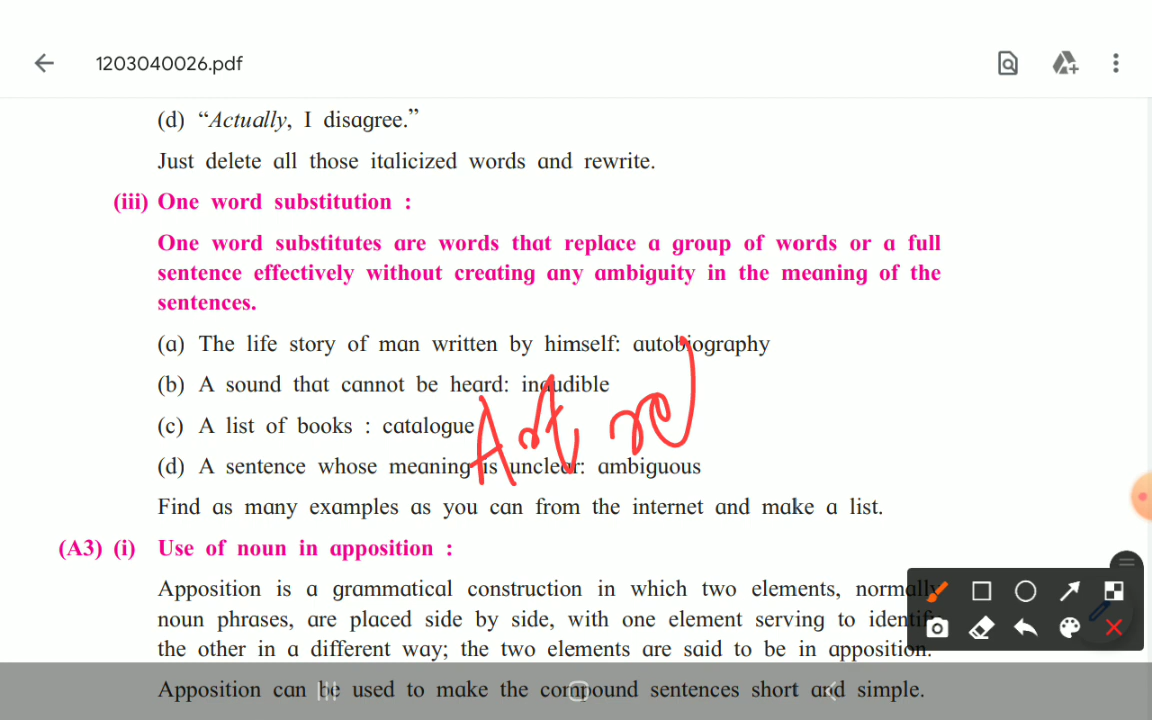 1203040026.pdf
(d) “Actually, I disagree.”
Just delete all those italicized words and rewrite.
(iii) One word substitution :
One word substitutes are words that replace a group of words or a full
sentence effectively without creating any ambiguity in the meaning of the
sentences.
(a) The life story of man written by himself: autobiography
(b) A sound that cannot be heard: inaudible
(c) A list of books : catalogue
(d) A sentence whose meaning is unclear: ambiguous
Find as many examples as you can from the internet and make a list.
(A3) (i) Use of noun in apposition :
Apposition is a grammatical construction in which two elements, normally
noun phrases, are placed side by side, with one element serving to identify
the other in a different way; the two elements are said to be in apposition.
Apposition can be used to make the compound sentences short and simple.